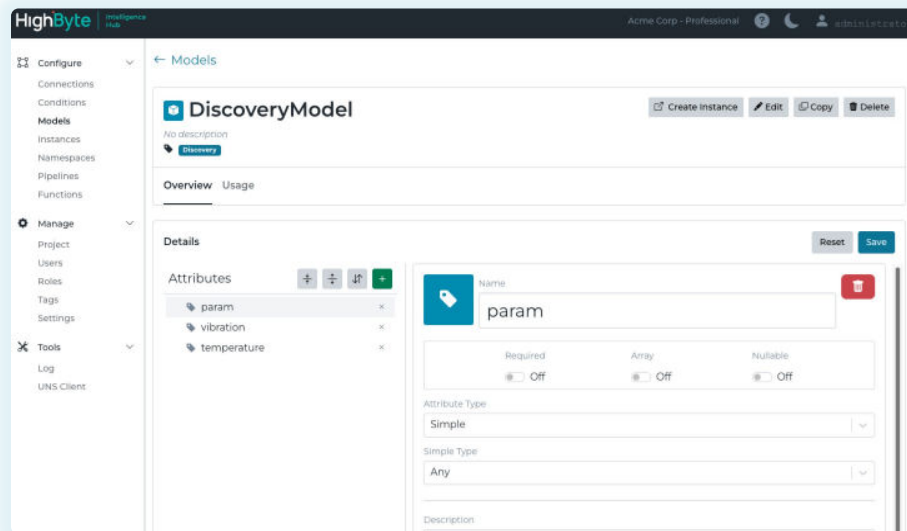 HighByte Intelligence Hub
Acme Corp - Professional
administrato
Configure
Connections
Conditions
Models
Instances
Namespaces
Pipelines
Functions
Manage
Project
Users
Roles
Tags
Settings
Tools
Log
UNS Client
← Models
DiscoveryModel
Create Instance Edit Copy Delete
No description
Discovery
Overview Usage
Details
Reset Save
Attributes
param
vibration
temperature
Name
param
Required Array Nullable
Off Off Off
Attribute Type
Simple
Simple Type
Any
Description